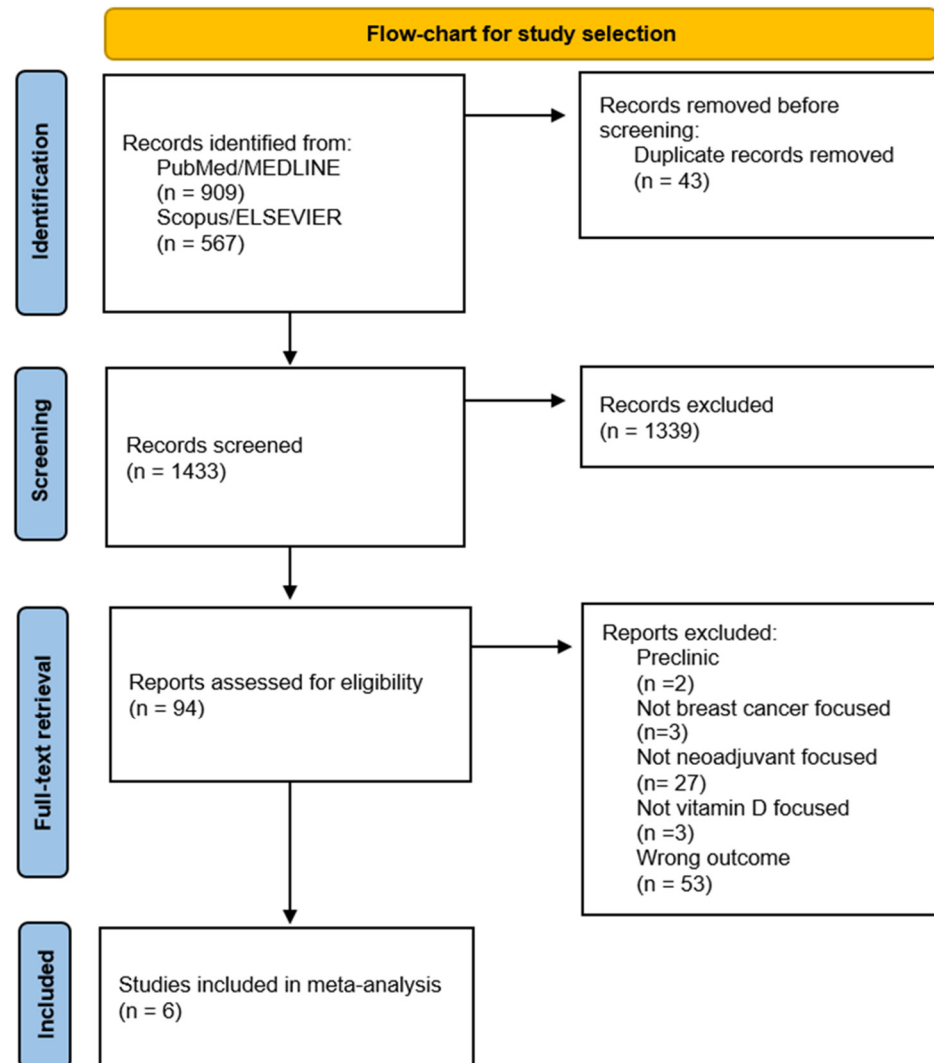 Flow-chart for study selection
Identification
Records identified from:
PubMed/MEDLINE
(n = 909)
Scopus/ELSEVIER
(n = 567)
Records removed before
screening:
Duplicate records removed
(n = 43)
Screening
Records screened
(n = 1433)
Records excluded
(n = 1339)
Full-text retrieval
Reports assessed for eligibility
(n = 94)
Reports excluded:
Preclinic
(n =2)
Not breast cancer focused
(n=3)
Not neoadjuvant focused
(n= 27)
Not vitamin D focused
(n =3)
Wrong outcome
(n = 53)
Included
Studies included in meta-analysis
(n = 6)